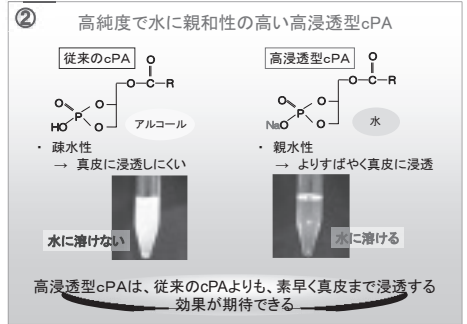 ②
高純度で水に親和性の高い高浸透型cPA
従来のcPA
高浸透型cPA
O
O–C–R
O
P
HO
O
アルコール
O
O–C–R
O
P
NaO
O
水
・ 疎水性
→ 真皮に浸透しにくい
・ 親水性
→ よりすばやく真皮に浸透
水に溶けない
水に溶ける
高浸透型cPAは、従来のcPAよりも、素早く真皮まで浸透する
効果が期待できる